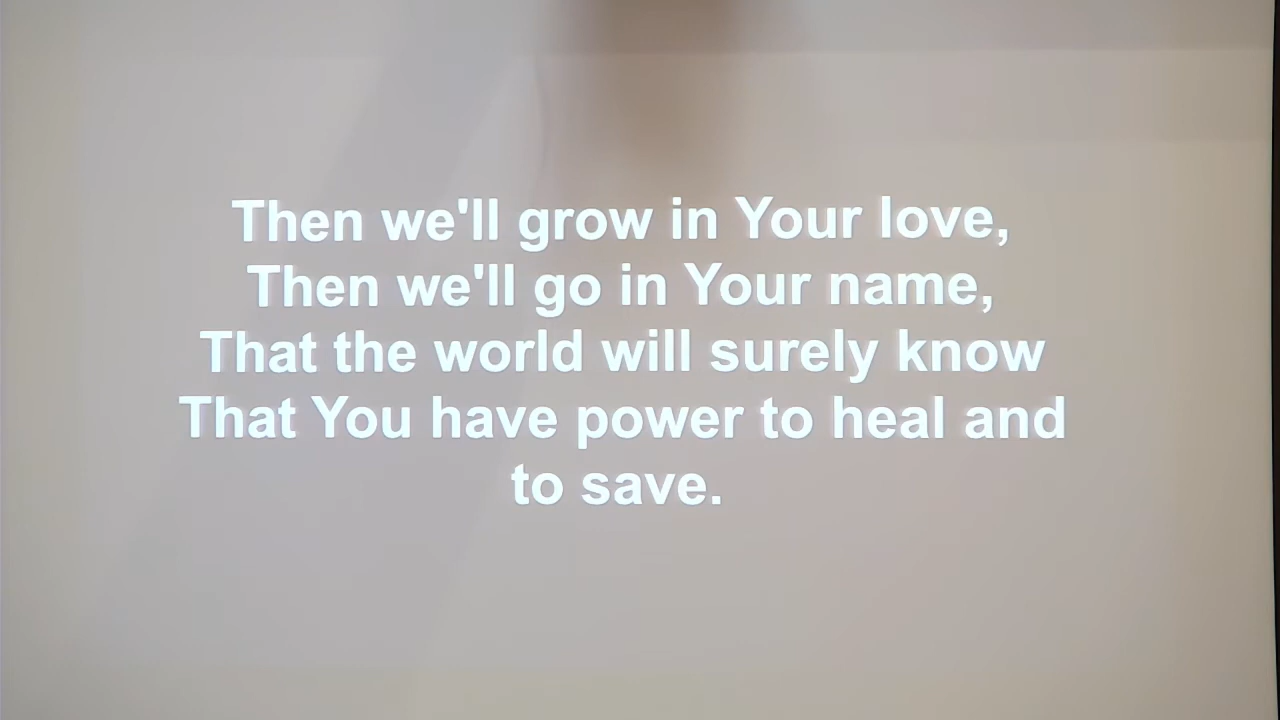 Then we'll grow in Your love,
Then we'll go in Your name,
That the world will surely know
That You have power to heal and
to save.